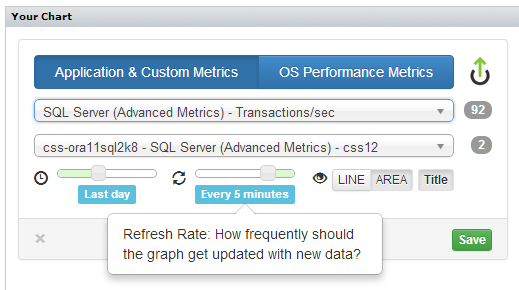 Your Chart
Application & Custom Metrics
OS Performance Metrics
SQL Server (Advanced Metrics) - Transactions/sec
92
css-ora11sql2k8 - SQL Server (Advanced Metrics) - css12
2
LINE
AREA
Title
Last day
Every 5 minutes
Refresh Rate: How frequently should
the graph get updated with new data?
Save